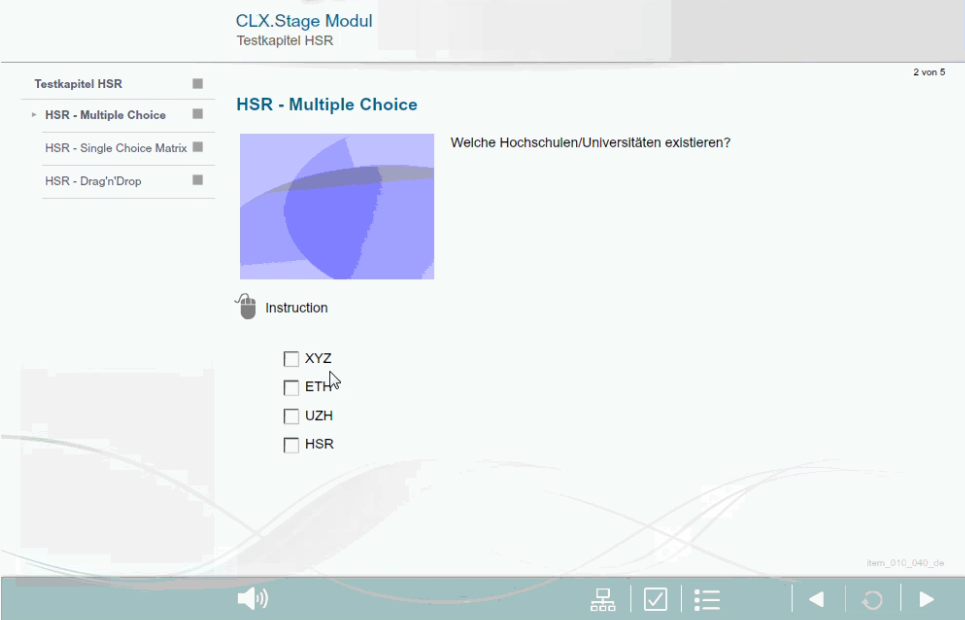 CLX.Stage Modul
Testkapitel HSR
2 von 5
Testkapitel HSR
HSR - Multiple Choice
HSR - Single Choice Matrix
HSR - Drag'n'Drop
HSR - Multiple Choice
Welche Hochschulen/Universitäten existieren?
Instruction
XYZ
ETH
UZH
HSR
item_010_040_de